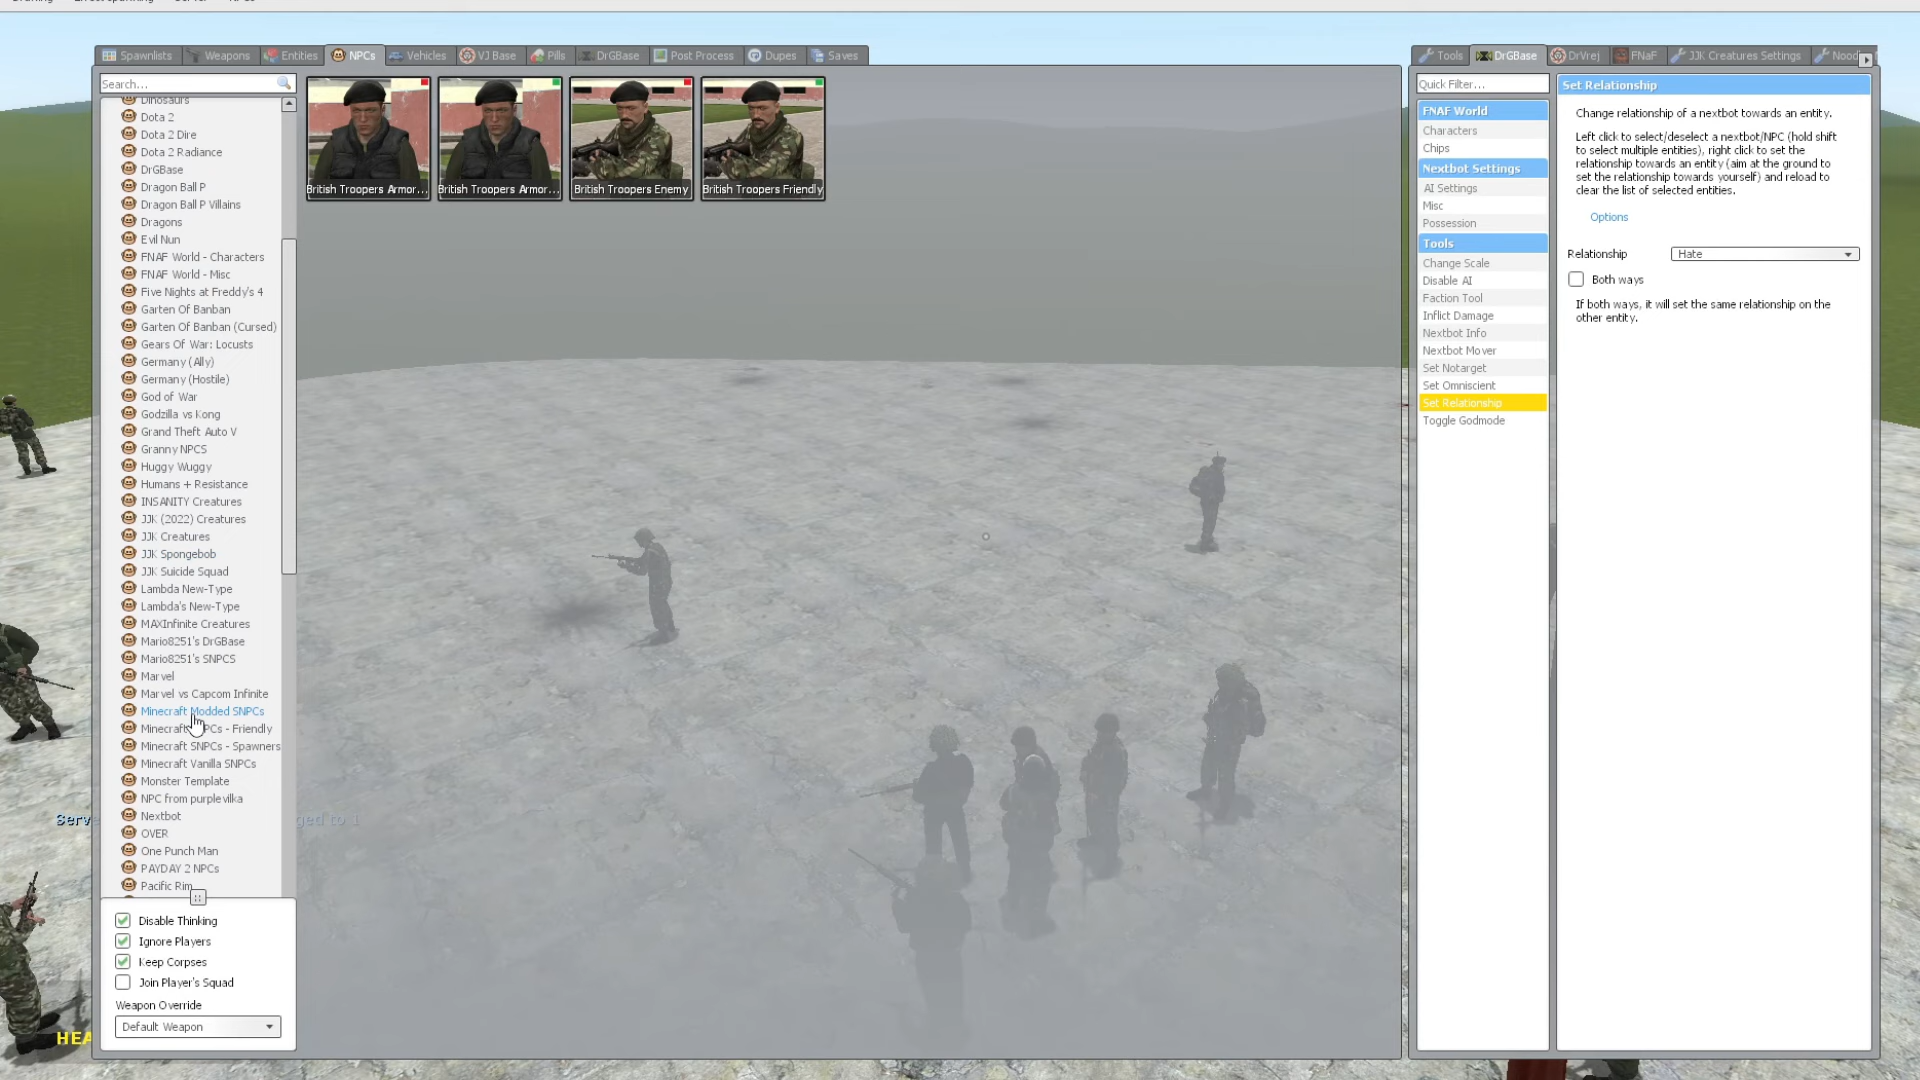 Spawnlists Weapons Entities NPCs Vehicles VJ Base Pills DrGBase Post Process Dupes Saves
Search...
Dinosaurs
Dota 2
Dota 2 Dire
Dota 2 Radiance
DrGBase
Dragon Ball P
Dragon Ball P Villains
Dragons
Evil Nun
FNAF World - Characters
FNAF World - Misc
Five Nights at Freddy's 4
Garten Of Banban
Garten Of Banban (Cursed)
Gears Of War: Locusts
Germany (Ally)
Germany (Hostile)
God of War
Godzilla vs Kong
Grand Theft Auto V
Granny NPCS
Huggy Wuggy
Humans + Resistance
INSANITY Creatures
JJK (2022) Creatures
JJK Creatures
JJK Spongebob
JJK Suicide Squad
Lambda New-Type
Lambda's New-Type
MAXInfinite Creatures
Mario8251's DrGBase
Mario8251's SNPCS
Marvel
Marvel vs Capcom Infinite
Minecraft Modded SNPCs
Minecraft PCs - Friendly
Minecraft SNPCs - Spawners
Minecraft Vanilla SNPCs
Monster Template
NPC from purplevilka
Nextbot
OVER
One Punch Man
PAYDAY 2 NPCs
Pacific Rim
Disable Thinking
Ignore Players
Keep Corpses
Join Player's Squad
Weapon Override
Default Weapon
British Troopers Armor... British Troopers Armor... British Troopers Enemy British Troopers Friendly
Serve ged to 1
HEA
Tools DrGBase DrVrej FNaF JJK Creatures Settings Nood
Quick Filter...
FNAF World
Characters
Chips
Nextbot Settings
AI Settings
Misc
Possession
Tools
Change Scale
Disable AI
Faction Tool
Inflict Damage
Nextbot Info
Nextbot Mover
Set Notarget
Set Omniscient
Set Relationship
Toggle Godmode
Set Relationship
Change relationship of a nextbot towards an entity.
Left click to select/deselect a nextbot/NPC (hold shift
to select multiple entities), right click to set the
relationship towards an entity (aim at the ground to
set the relationship towards yourself) and reload to
clear the list of selected entities.
Options
Relationship Hate
Both ways
If both ways, it will set the same relationship on the
other entity.